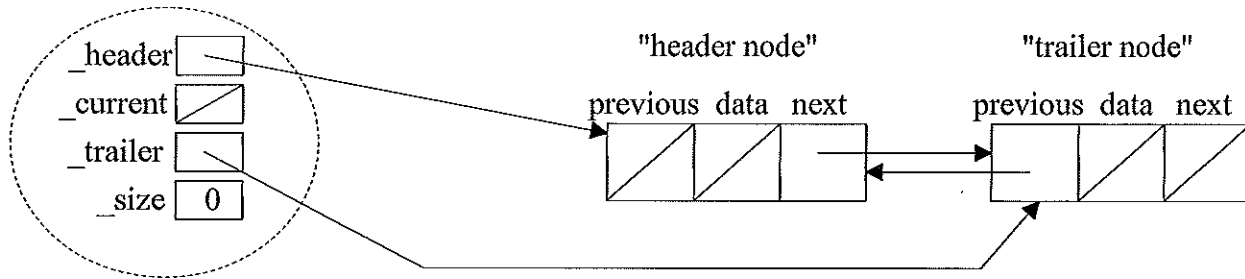 "header node" "trailer node"
_header
_current
_trailer
_size 0
previous data next previous data next